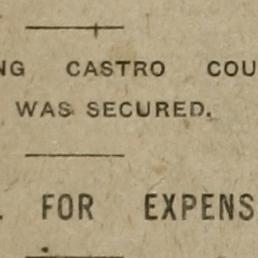 NG CASTRO COU
WAS SECURED.
. FOR EXPENS